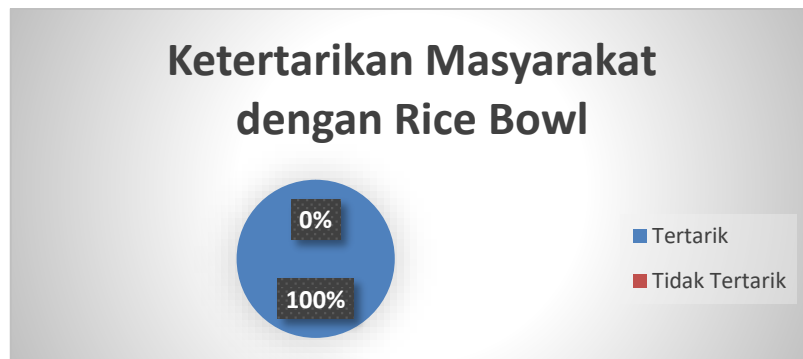 Ketertarikan Masyarakat
dengan Rice Bowl
0%
100%
Tertarik
Tidak Tertarik